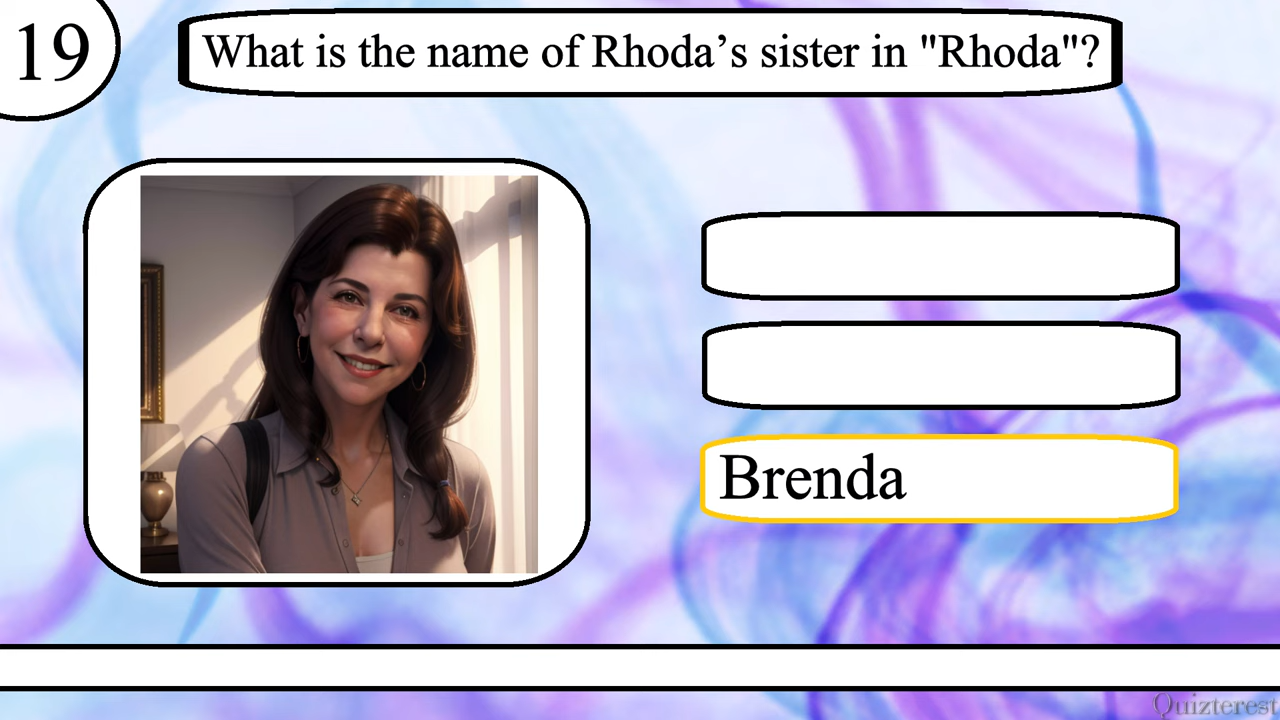 19
What is the name of Rhoda’s sister in "Rhoda"?
Brenda
Quizterest